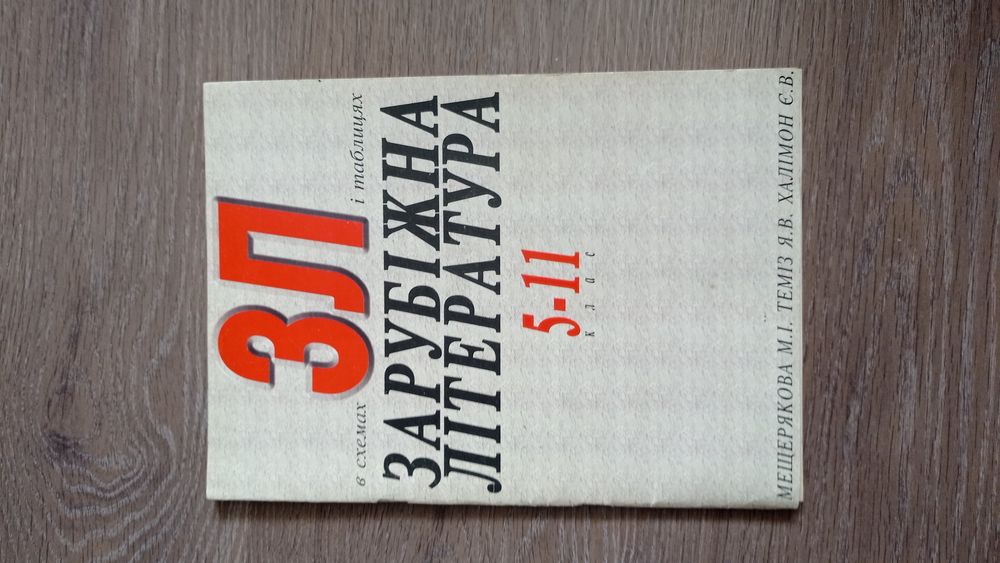 ЗЛ
в схемах і таблицях
ЗАРУБІЖНА
ЛІТЕРАТУРА
5-11
клас
МЕЩЕРЯКОВА М.І. ТЕМІЗ Я.В. ХАЛІМОН Є.В.